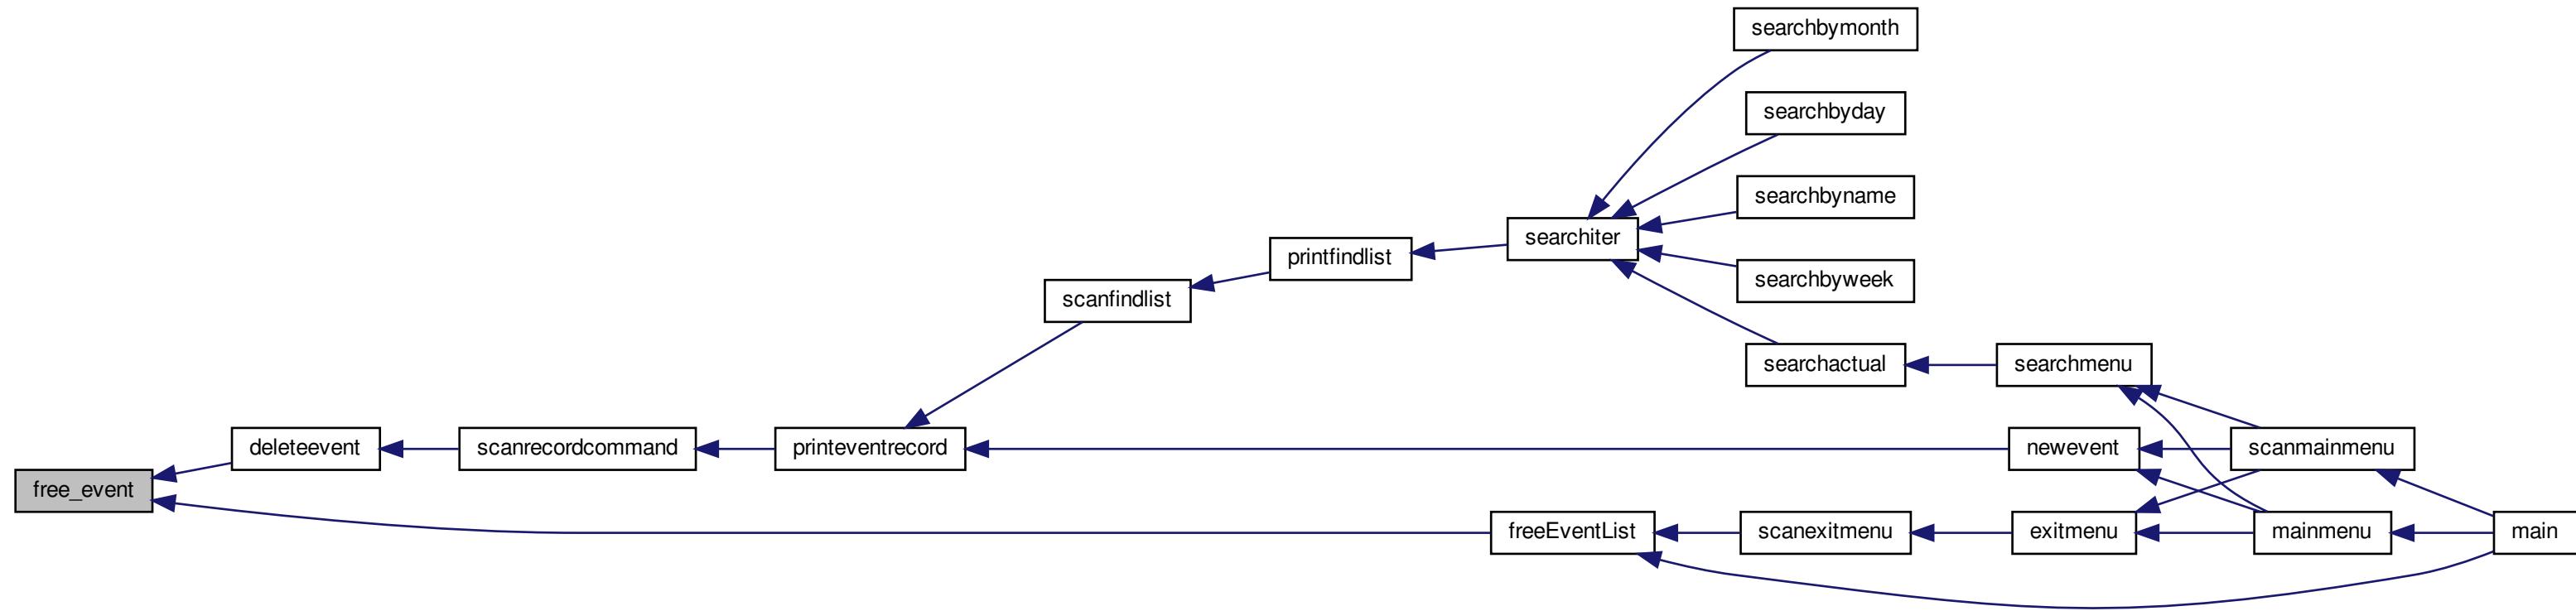 searchbymonth
searchbyday
searchbyname
searchiter
printfindlist
searchbyweek
scanfindlist
searchactual
searchmenu
deleteevent
scanrecordcommand
printeventrecord
newevent
scanmainmenu
free_event
freeEventList
scanexitmenu
exitmenu
mainmenu
main